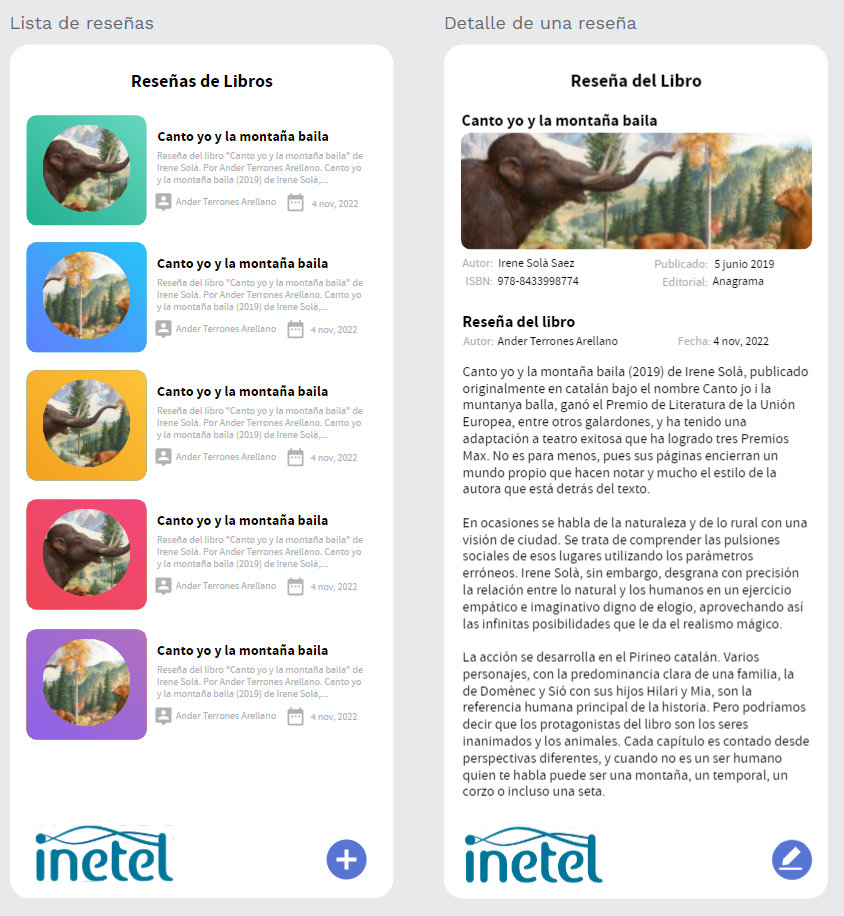 Lista de reseñas
Reseñas de Libros
Canto yo y la montaña baila
Reseña del libro "Canto yo y la montaña baila" de
Irene Solà. Por Ander Terrones Arellano. Canto yo
y la montaña baila (2019) de Irene Solà,...
Ander Terrones Arellano
4 nov, 2022
Canto yo y la montaña baila
Reseña del libro "Canto yo y la montaña baila" de
Irene Solà. Por Ander Terrones Arellano. Canto yo
y la montaña baila (2019) de Irene Solà,...
Ander Terrones Arellano
4 nov, 2022
Canto yo y la montaña baila
Reseña del libro "Canto yo y la montaña baila" de
Irene Solà. Por Ander Terrones Arellano. Canto yo
y la montaña baila (2019) de Irene Solà,...
Ander Terrones Arellano
4 nov, 2022
Canto yo y la montaña baila
Reseña del libro "Canto yo y la montaña baila" de
Irene Solà. Por Ander Terrones Arellano. Canto yo
y la montaña baila (2019) de Irene Solà,...
Ander Terrones Arellano
4 nov, 2022
Canto yo y la montaña baila
Reseña del libro "Canto yo y la montaña baila" de
Irene Solà. Por Ander Terrones Arellano. Canto yo
y la montaña baila (2019) de Irene Solà,...
Ander Terrones Arellano
4 nov, 2022
inetel
Detalle de una reseña
Reseña del Libro
Canto yo y la montaña baila
Autor: Irene Solà Saez
Publicado: 5 junio 2019
ISBN: 978-8433998774
Editorial: Anagrama
Reseña del libro
Autor: Ander Terrones Arellano
Fecha: 4 nov, 2022
Canto yo y la montaña baila (2019) de Irene Solà, publicado
originalmente en catalán bajo el nombre Canto jo i la
muntanya balla, ganó el Premio de Literatura de la Unión
Europea, entre otros galardones, y ha tenido una
adaptación a teatro exitosa que ha logrado tres Premios
Max. No es para menos, pues sus páginas encierran un
mundo propio que hacen notar y mucho el estilo de la
autora que está detrás del texto.
En ocasiones se habla de la naturaleza y de lo rural con una
visión de ciudad. Se trata de comprender las pulsiones
sociales de esos lugares utilizando los parámetros
erróneos. Irene Solà, sin embargo, desgrana con precisión
la relación entre lo natural y los humanos en un ejercicio
empático e imaginativo digno de elogio, aprovechando así
las infinitas posibilidades que le da el realismo mágico.
La acción se desarrolla en el Pirineo catalán. Varios
personajes, con la predominancia clara de una familia, la
de Domènec y Sió con sus hijos Hilari y Mia, son la
referencia humana principal de la historia. Pero podríamos
decir que los protagonistas del libro son los seres
inanimados y los animales. Cada capítulo es contado desde
perspectivas diferentes, y cuando no es un ser humano
quien te habla puede ser una montaña, un temporal, un
corzo o incluso una seta.
inetel